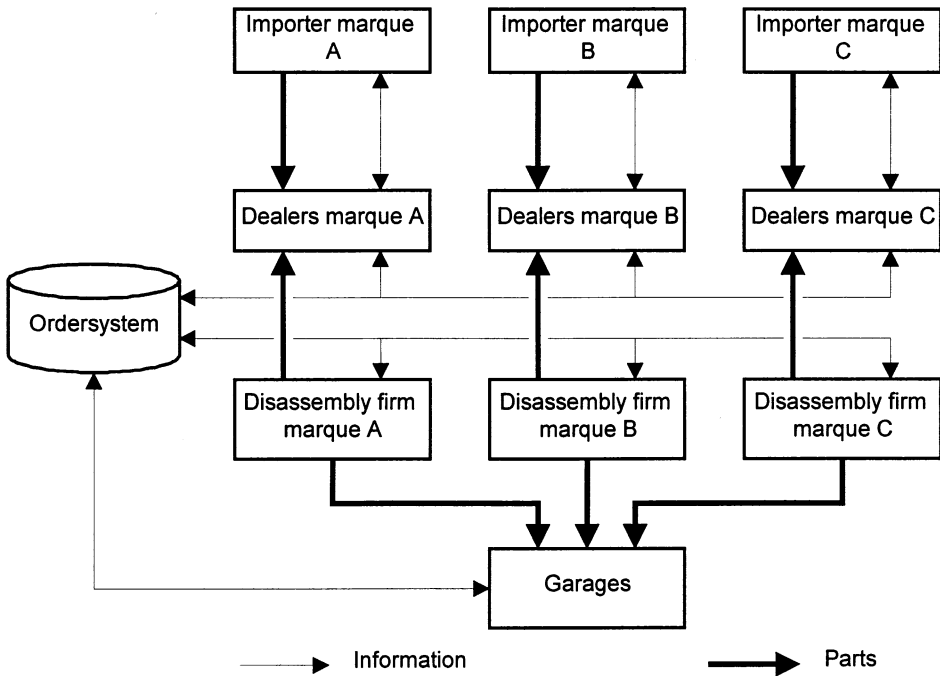 Importer marque
A
Importer marque
B
Importer marque
C
Dealers marque A
Dealers marque B
Dealers marque C
Ordersystem
Disassembly firm
marque A
Disassembly firm
marque B
Disassembly firm
marque C
Garages
Information
Parts